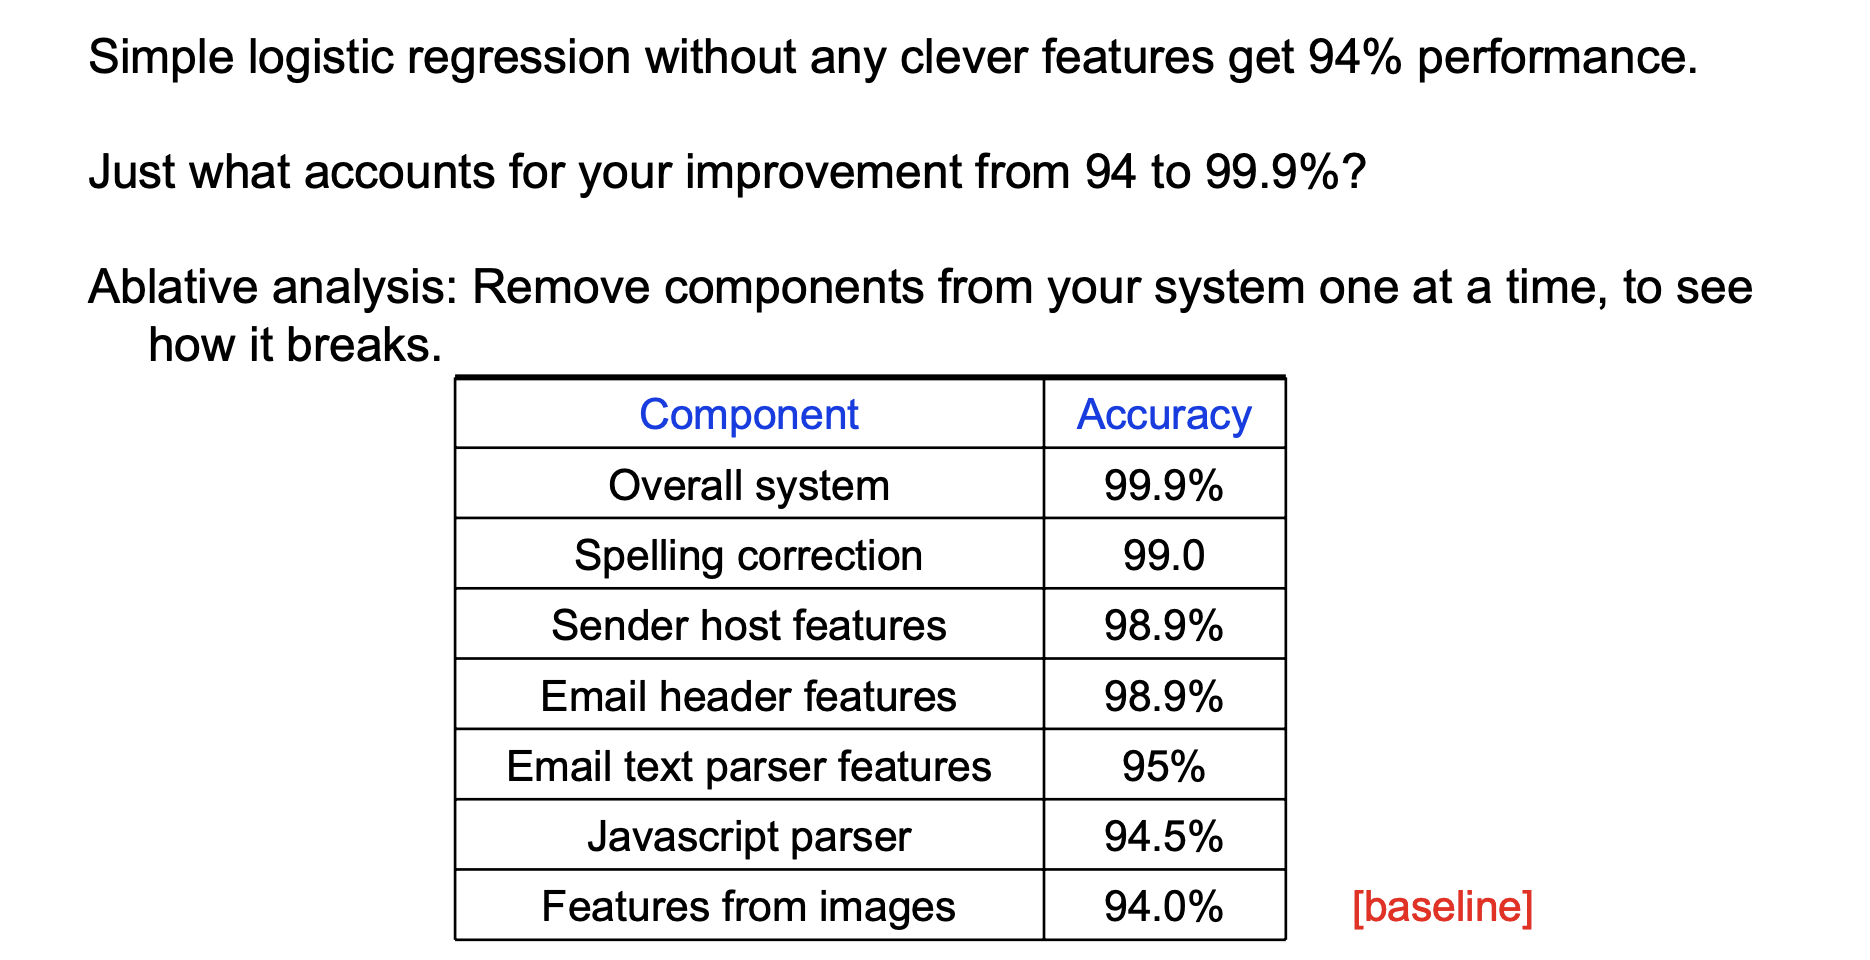 Simple logistic regression without any clever features get 94% performance.
Just what accounts for your improvement from 94 to 99.9%?
Ablative analysis: Remove components from your system one at a time, to see
how it breaks.
Component Accuracy
Overall system 99.9%
Spelling correction 99.0
Sender host features 98.9%
Email header features 98.9%
Email text parser features 95%
Javascript parser 94.5%
Features from images 94.0% [baseline]